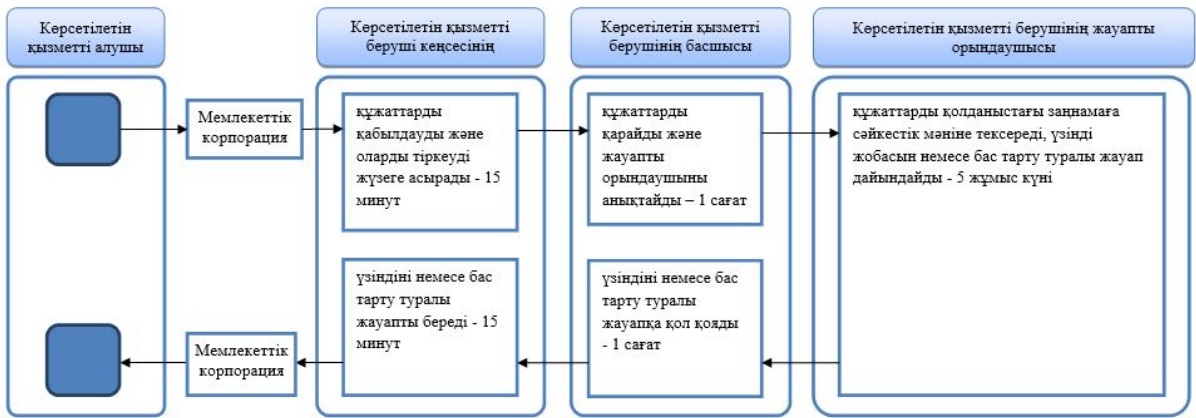 Көрсетілетін
қызметті алушы
Көрсетілетін қызметті
беруші кеңсесінің
Көрсетілетін қызметті
берушінің басшысы
Көрсетілетін қызметті берушінің жауапты
орындаушысы
Мемлекеттік
корпорация
құжаттарды
қабылдауды және
оларды тіркеуді
жүзеге асырады - 15
минут
құжаттарды
қарайды және
жауапты
орындаушыны
анықтайды – 1 сағат
құжаттарды қолданыстағы заңнамаға
сәйкестік мәніне тексереді, үзінді
жобасын немесе бас тарту туралы жауап
дайындайды - 5 жұмыс күні
Мемлекеттік
корпорация
үзіндіні немесе бас
тарту туралы
жауапты береді - 15
минут
үзіндіні немесе бас
тарту туралы
жауапқа қол қояды
- 1 сағат